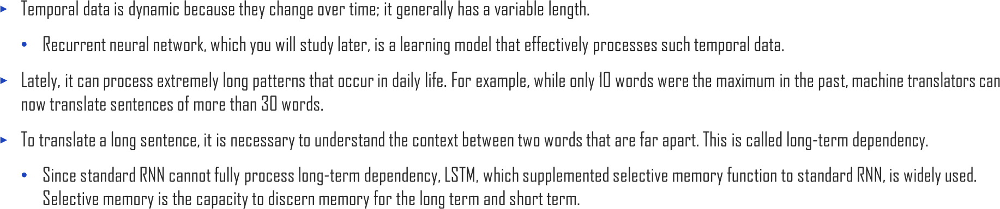 ▸ Temporal data is dynamic because they change over time; it generally has a variable length.
• Recurrent neural network, which you will study later, is a learning model that effectively processes such temporal data.
▸ Lately, it can process extremely long patterns that occur in daily life. For example, while only 10 words were the maximum in the past, machine translators can
now translate sentences of more than 30 words.
▸ To translate a long sentence, it is necessary to understand the context between two words that are far apart. This is called long-term dependency.
• Since standard RNN cannot fully process long-term dependency, LSTM, which supplemented selective memory function to standard RNN, is widely used.
Selective memory is the capacity to discern memory for the long term and short term.